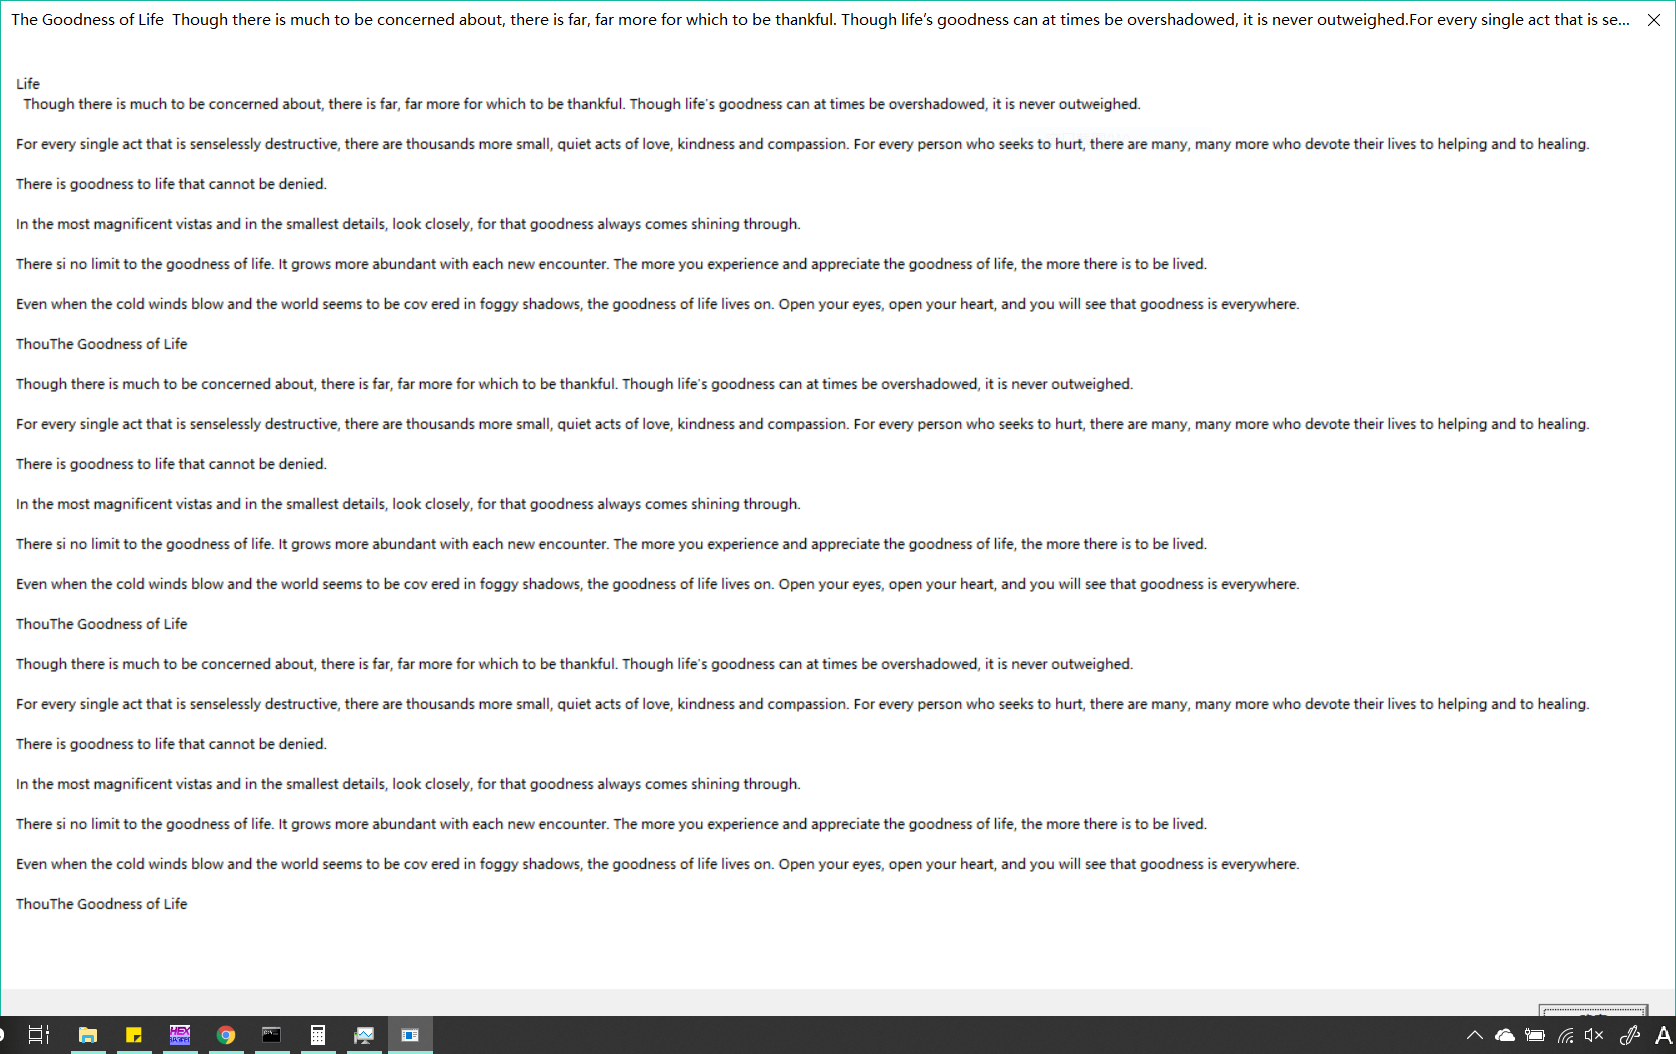 The Goodness of Life  Though there is much to be concerned about, there is far, far more for which to be thankful. Though life’s goodness can at times be overshadowed, it is never outweighed.For every single act that is se...
Life
Though there is much to be concerned about, there is far, far more for which to be thankful. Though life's goodness can at times be overshadowed, it is never outweighed.
For every single act that is senselessly destructive, there are thousands more small, quiet acts of love, kindness and compassion. For every person who seeks to hurt, there are many, many more who devote their lives to helping and to healing.
There is goodness to life that cannot be denied.
In the most magnificent vistas and in the smallest details, look closely, for that goodness always comes shining through.
There si no limit to the goodness of life. It grows more abundant with each new encounter. The more you experience and appreciate the goodness of life, the more there is to be lived.
Even when the cold winds blow and the world seems to be cov ered in foggy shadows, the goodness of life lives on. Open your eyes, open your heart, and you will see that goodness is everywhere.
ThouThe Goodness of Life
Though there is much to be concerned about, there is far, far more for which to be thankful. Though life's goodness can at times be overshadowed, it is never outweighed.
For every single act that is senselessly destructive, there are thousands more small, quiet acts of love, kindness and compassion. For every person who seeks to hurt, there are many, many more who devote their lives to helping and to healing.
There is goodness to life that cannot be denied.
In the most magnificent vistas and in the smallest details, look closely, for that goodness always comes shining through.
There si no limit to the goodness of life. It grows more abundant with each new encounter. The more you experience and appreciate the goodness of life, the more there is to be lived.
Even when the cold winds blow and the world seems to be cov ered in foggy shadows, the goodness of life lives on. Open your eyes, open your heart, and you will see that goodness is everywhere.
ThouThe Goodness of Life
Though there is much to be concerned about, there is far, far more for which to be thankful. Though life's goodness can at times be overshadowed, it is never outweighed.
For every single act that is senselessly destructive, there are thousands more small, quiet acts of love, kindness and compassion. For every person who seeks to hurt, there are many, many more who devote their lives to helping and to healing.
There is goodness to life that cannot be denied.
In the most magnificent vistas and in the smallest details, look closely, for that goodness always comes shining through.
There si no limit to the goodness of life. It grows more abundant with each new encounter. The more you experience and appreciate the goodness of life, the more there is to be lived.
Even when the cold winds blow and the world seems to be cov ered in foggy shadows, the goodness of life lives on. Open your eyes, open your heart, and you will see that goodness is everywhere.
ThouThe Goodness of Life
HEX
A